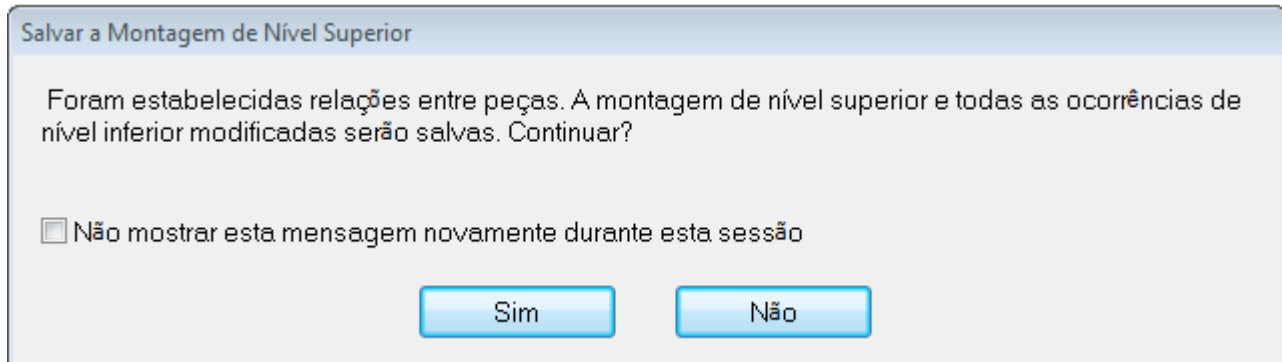 Salvar a Montagem de Nível Superior
Foram estabelecidas relações entre peças. A montagem de nível superior e todas as ocorrências de
nível inferior modificadas serão salvas. Continuar?
Não mostrar esta mensagem novamente durante esta sessão
Sim
Não